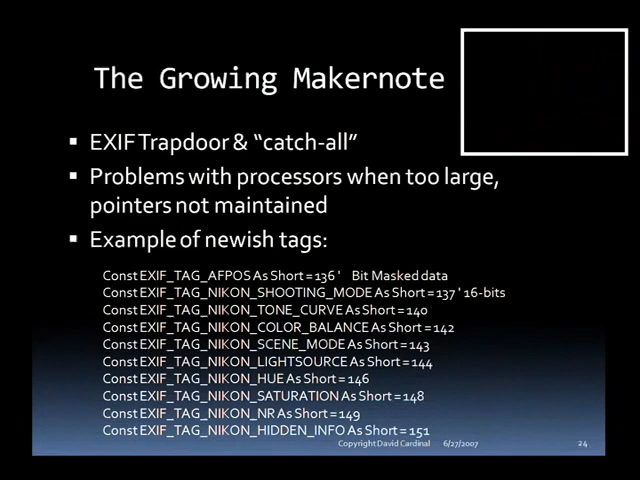 The Growing Makernote
EXIF Trapdoor & “catch-all”
Problems with processors when too large,
pointers not maintained
Example of newish tags:
Const EXIF_TAG_AFPOS As Short = 136 '   Bit Masked data
Const EXIF_TAG_NIKON_SHOOTING_MODE As Short = 137 ' 16-bits
Const EXIF_TAG_NIKON_TONE_CURVE As Short = 140
Const EXIF_TAG_NIKON_COLOR_BALANCE As Short = 142
Const EXIF_TAG_NIKON_SCENE_MODE As Short = 143
Const EXIF_TAG_NIKON_LIGHTSOURCE As Short = 144
Const EXIF_TAG_NIKON_HUE As Short = 146
Const EXIF_TAG_NIKON_SATURATION As Short = 148
Const EXIF_TAG_NIKON_NR As Short = 149
Const EXIF_TAG_NIKON_HIDDEN_INFO As Short = 151
Copyright David Cardinal 6/27/2007 24